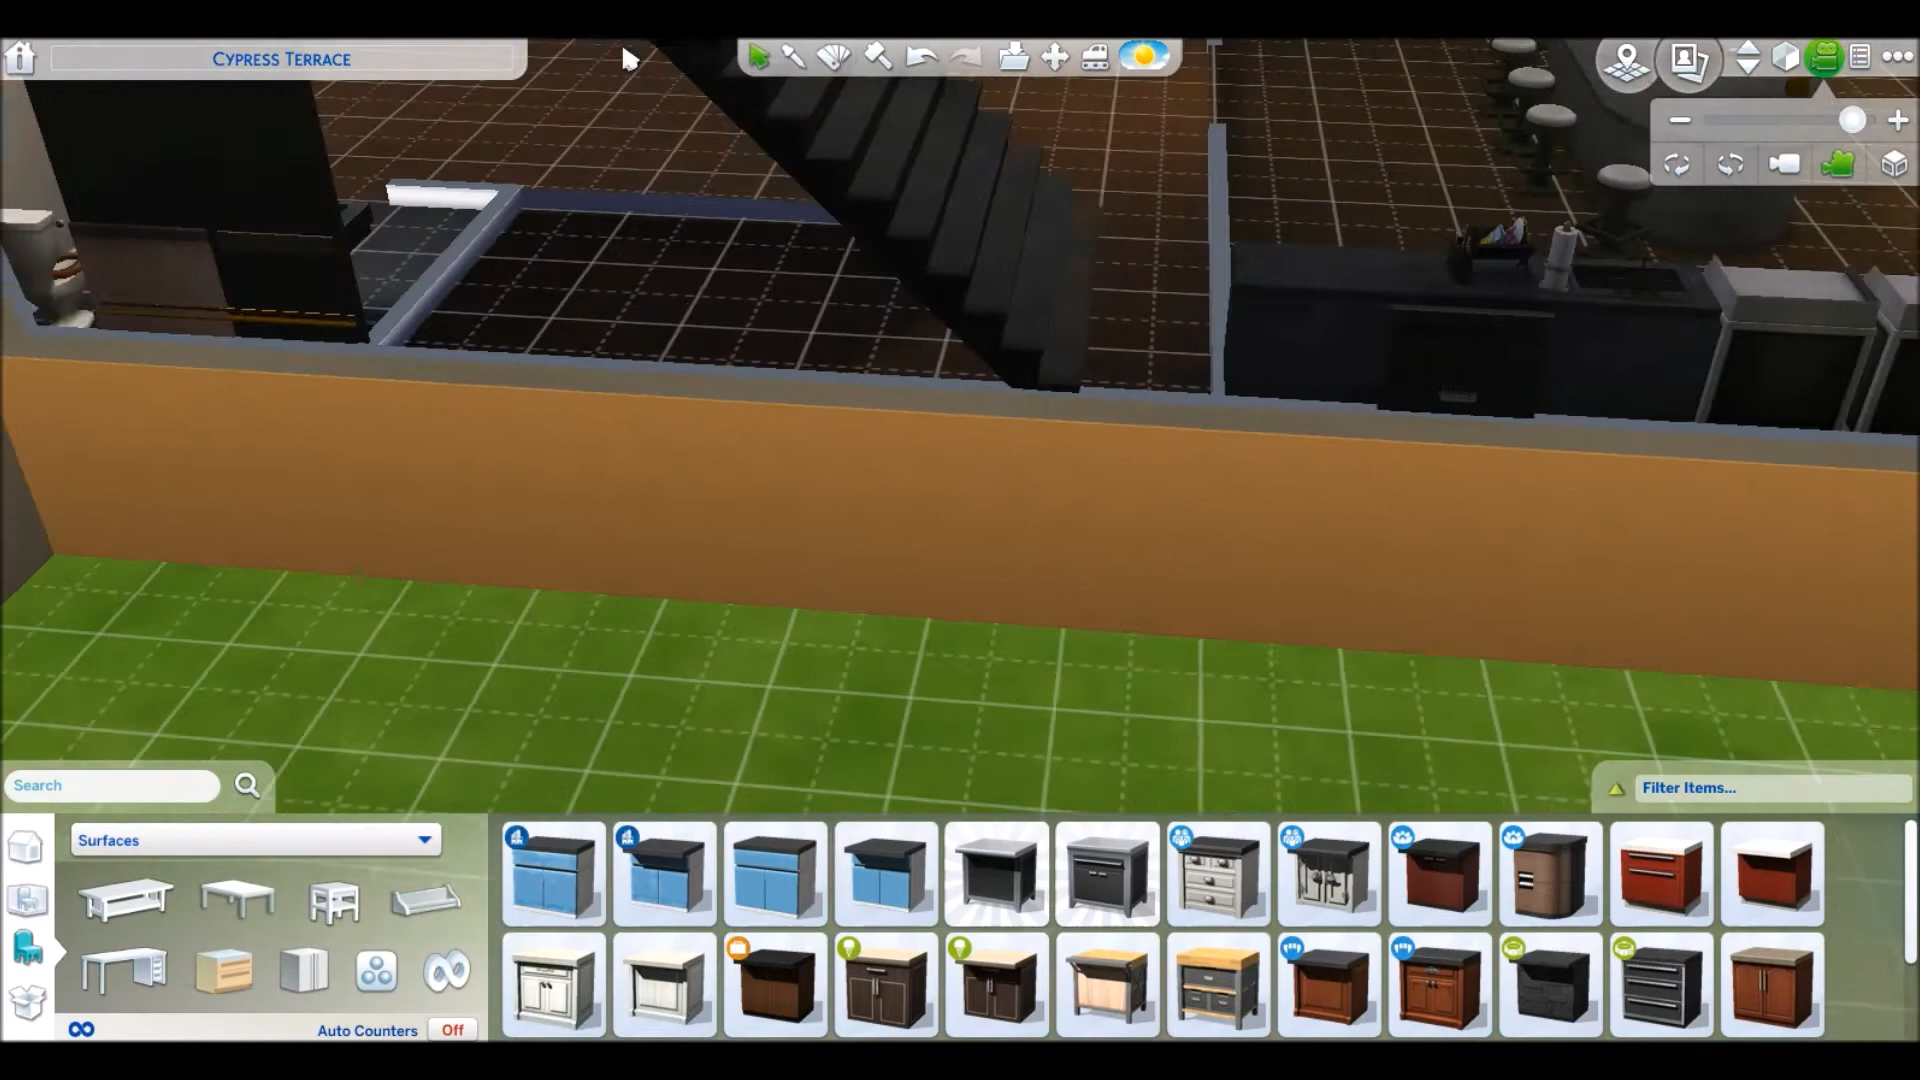 CYPRESS TERRACE
Search
Filter Items...
Surfaces
Auto Counters Off